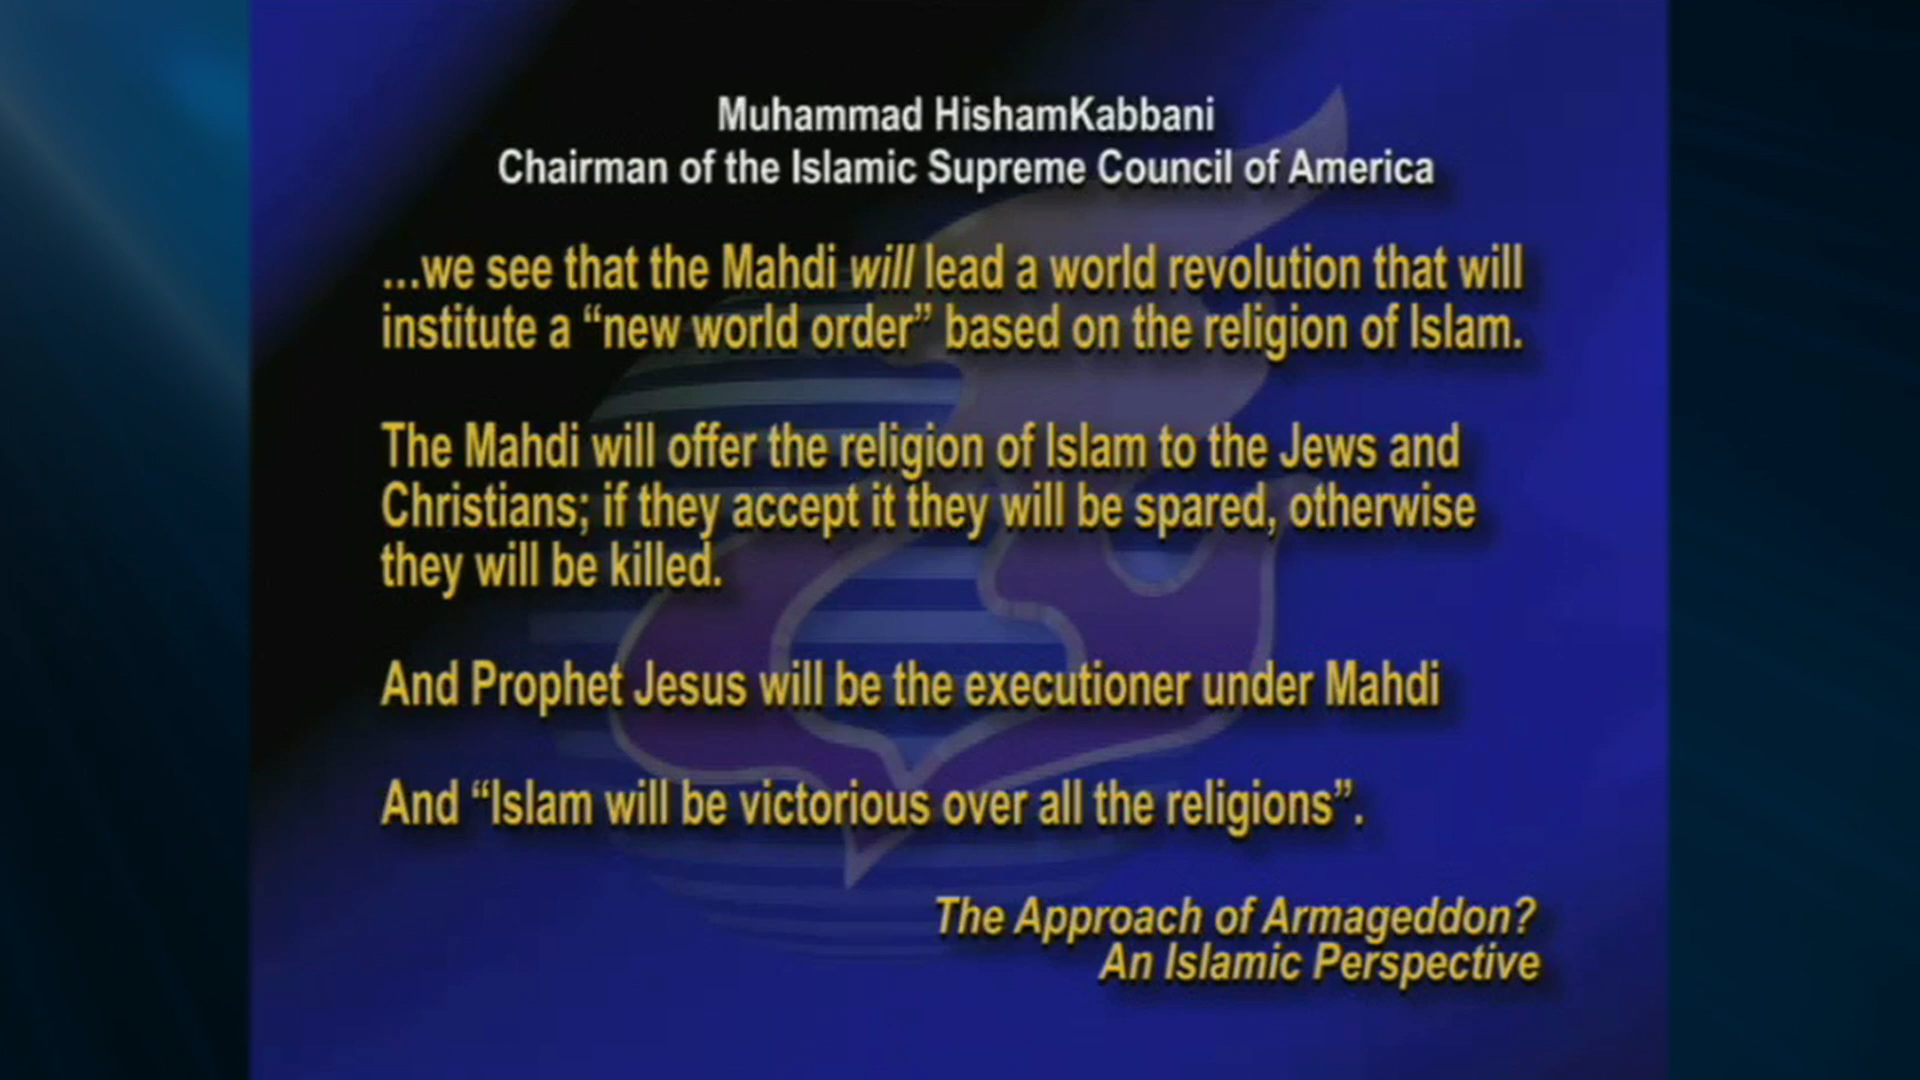 Muhammad HishamKabbani
Chairman of the Islamic Supreme Council of America
...we see that the Mahdi will lead a world revolution that will
institute a “new world order” based on the religion of Islam.
The Mahdi will offer the religion of Islam to the Jews and
Christians; if they accept it they will be spared, otherwise
they will be killed.
And Prophet Jesus will be the executioner under Mahdi
And “Islam will be victorious over all the religions”.
The Approach of Armageddon?
An Islamic Perspective